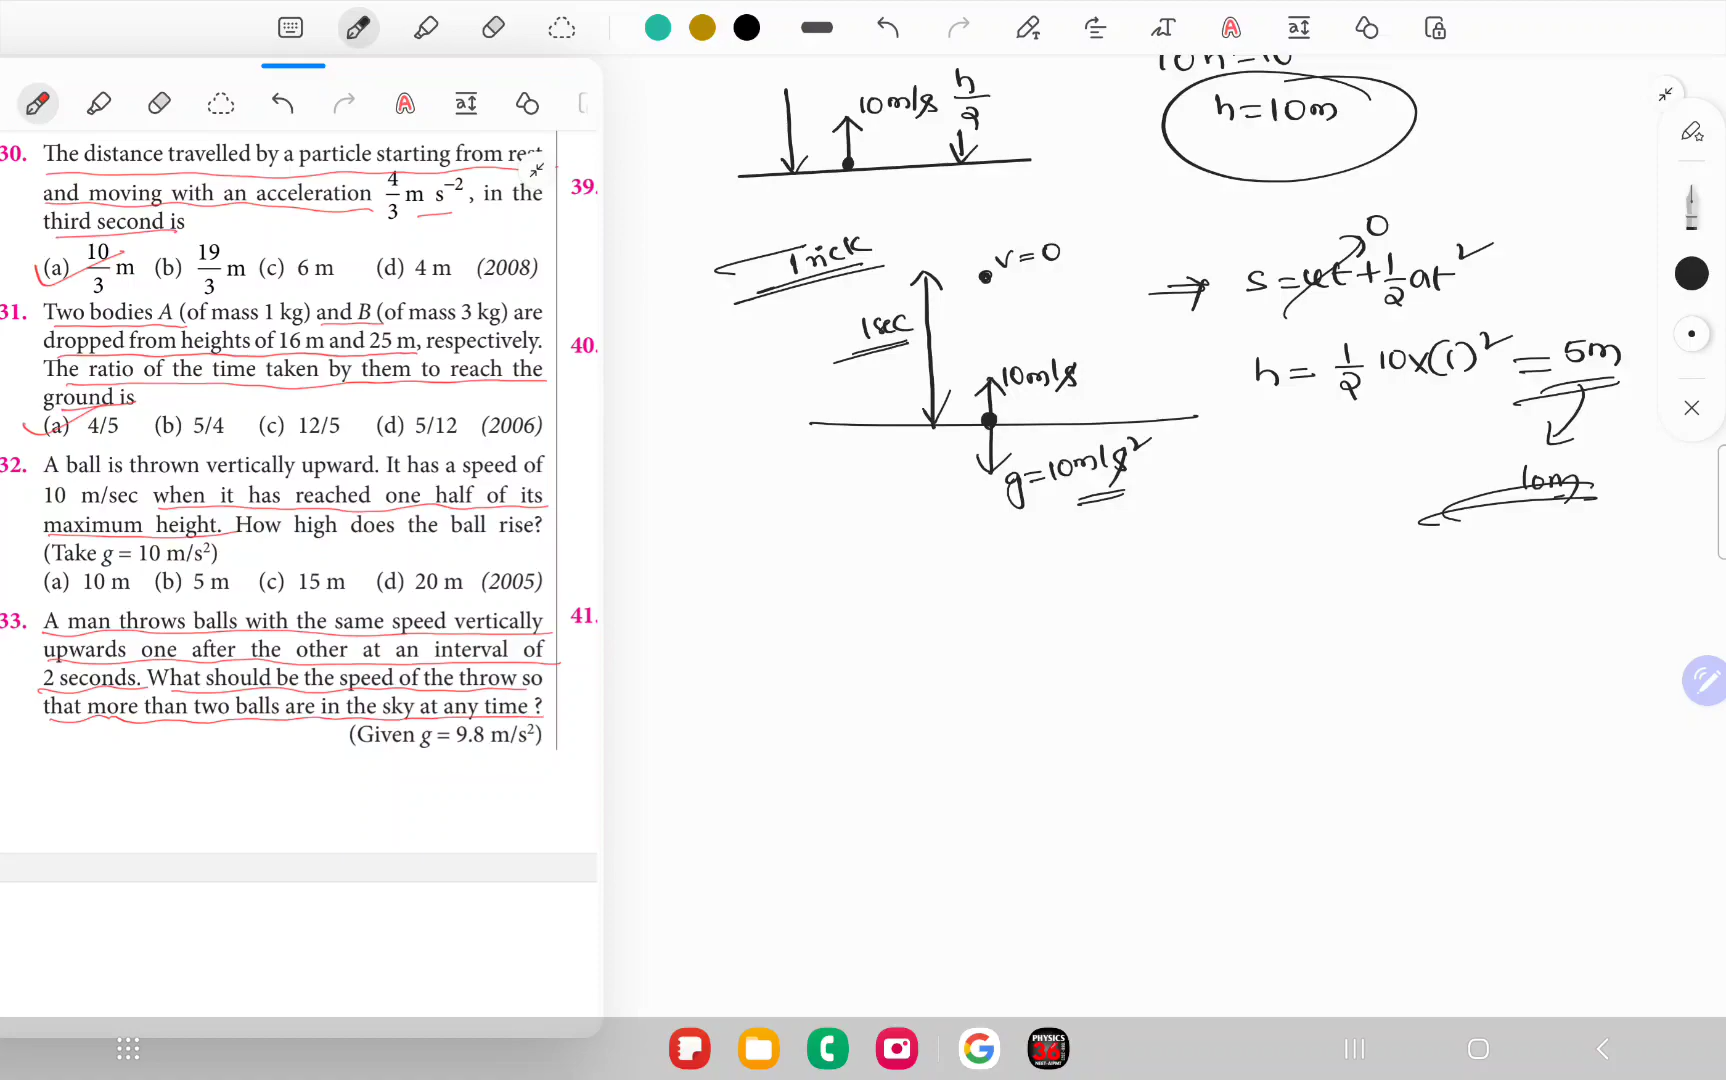 30. The distance travelled by a particle starting from rest
and moving with an acceleration 4/3 m s⁻², in the
third second is
(a) 10/3 m (b) 19/3 m (c) 6 m (d) 4 m (2008)
31. Two bodies A (of mass 1 kg) and B (of mass 3 kg) are
dropped from heights of 16 m and 25 m, respectively.
The ratio of the time taken by them to reach the
ground is
(a) 4/5 (b) 5/4 (c) 12/5 (d) 5/12 (2006)
32. A ball is thrown vertically upward. It has a speed of
10 m/sec when it has reached one half of its
maximum height. How high does the ball rise?
(Take g = 10 m/s²)
(a) 10 m (b) 5 m (c) 15 m (d) 20 m (2005)
33. A man throws balls with the same speed vertically
upwards one after the other at an interval of
2 seconds. What should be the speed of the throw so
that more than two balls are in the sky at any time ?
(Given g = 9.8 m/s²)
39.
40.
41.
10m/s
h/2
h=10m
Trick
v=0
1sec
10m/s
g=10m/s²
0
⇒ s=ut+1/2at²
h= 1/2 10x(1)² = 5m
10m
PHYSICS
36